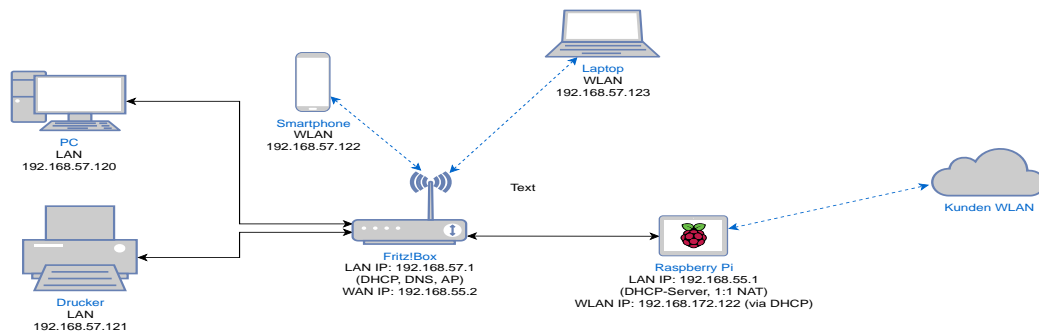 Laptop
WLAN
192.168.57.123
Smartphone
WLAN
192.168.57.122
PC
LAN
192.168.57.120
Text
Kunden WLAN
Fritz!Box
LAN IP: 192.168.57.1
(DHCP, DNS, AP)
WAN IP: 192.168.55.2
Raspberry Pi
LAN IP: 192.168.55.1
(DHCP-Server, 1:1 NAT)
WLAN IP: 192.168.172.122 (via DHCP)
Drucker
LAN
192.168.57.121